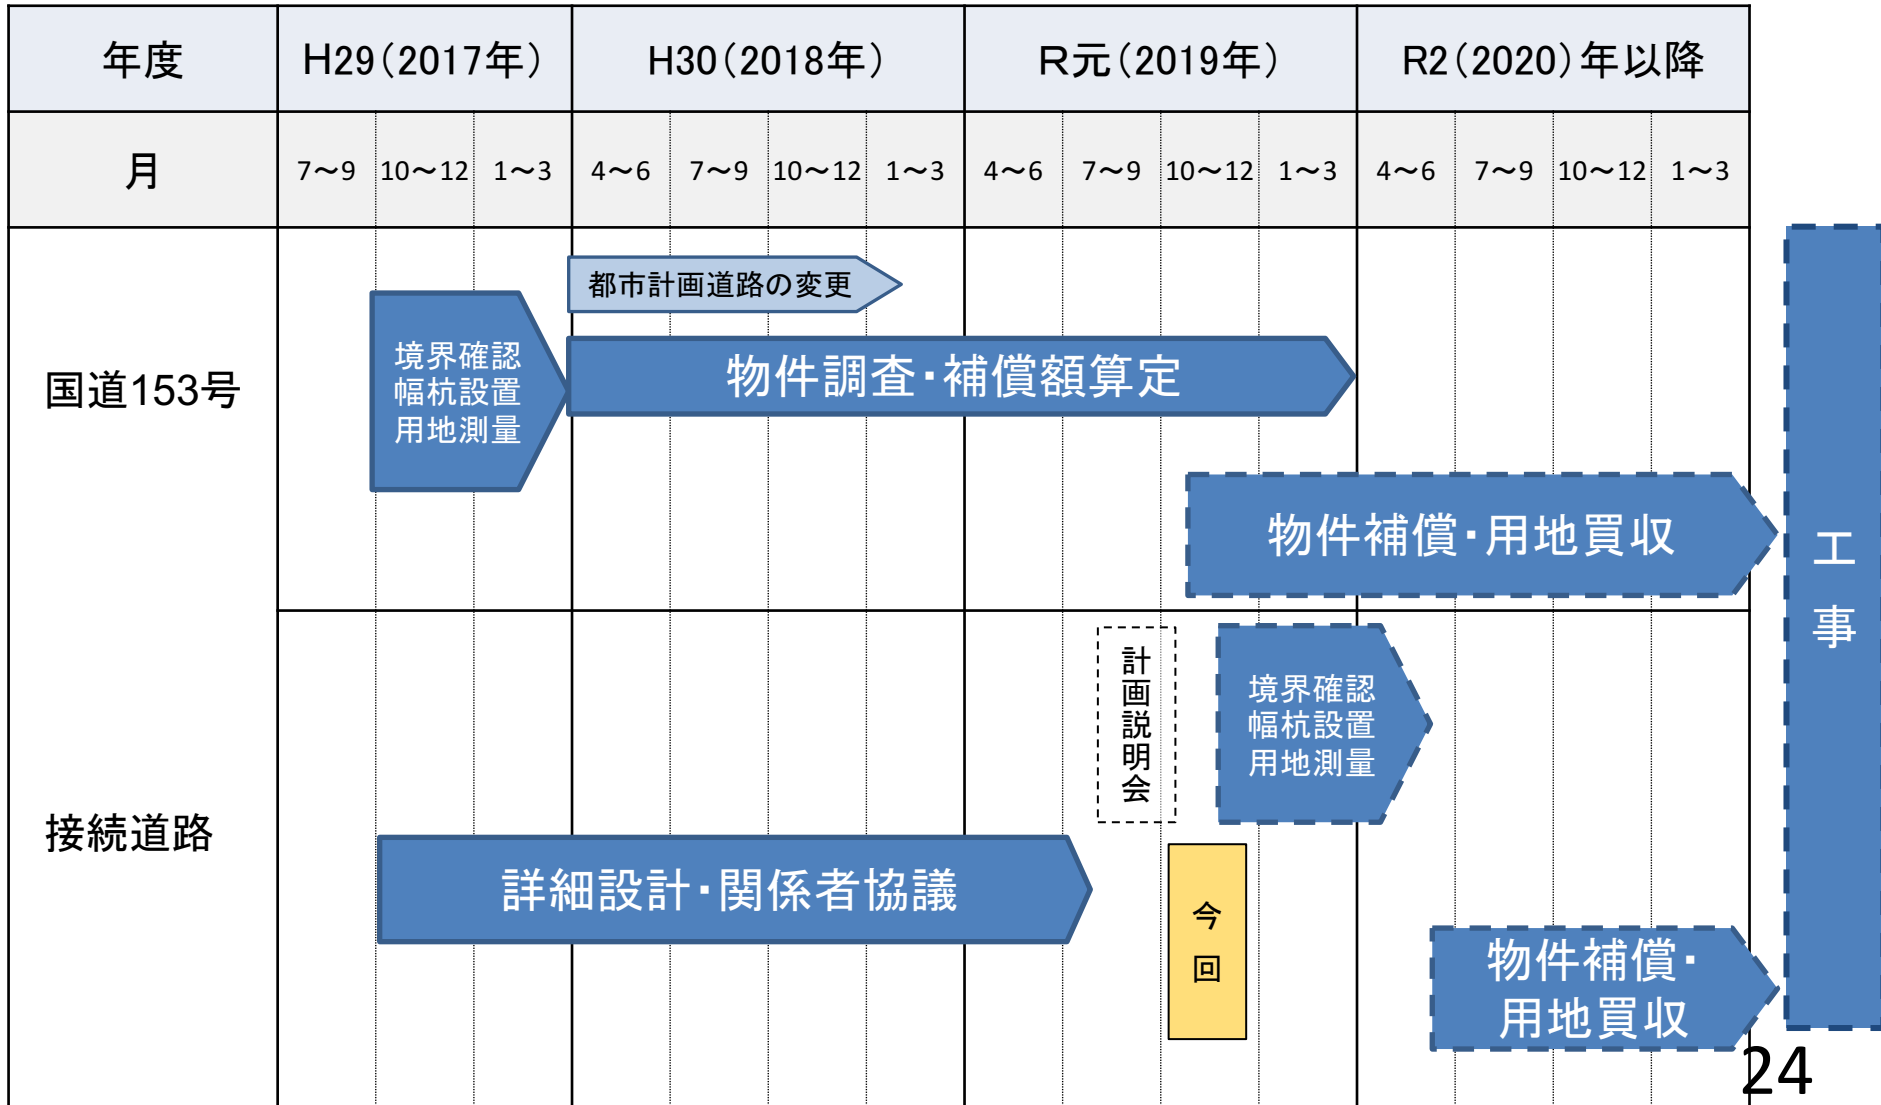 年度 H29(2017年) H30(2018年) R元(2019年) R2(2020)年以降
月 7～9 10～12 1～3 4～6 7～9 10～12 1～3 4～6 7～9 10～12 1～3 4～6 7～9 10～12 1～3
国道153号
都市計画道路の変更
境界確認
幅杭設置
用地測量
物件調査・補償額算定
物件補償・用地買収
工事
接続道路
計画説明会
境界確認
幅杭設置
用地測量
詳細設計・関係者協議
今回
物件補償・
用地買収
24